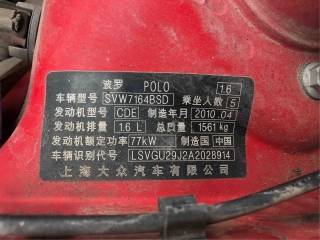 波罗 POLO 1.6
车辆型号 SVW7164BSD 乘坐人数 5
发动机型号 CDE 制造年月 2010.04
发动机排量 1.6 L 总质量 1561 kg
发动机额定功率 77kW 制造国 中国
车辆识别代号 LSVGU29J2A2028914
上海大众汽车有限公司